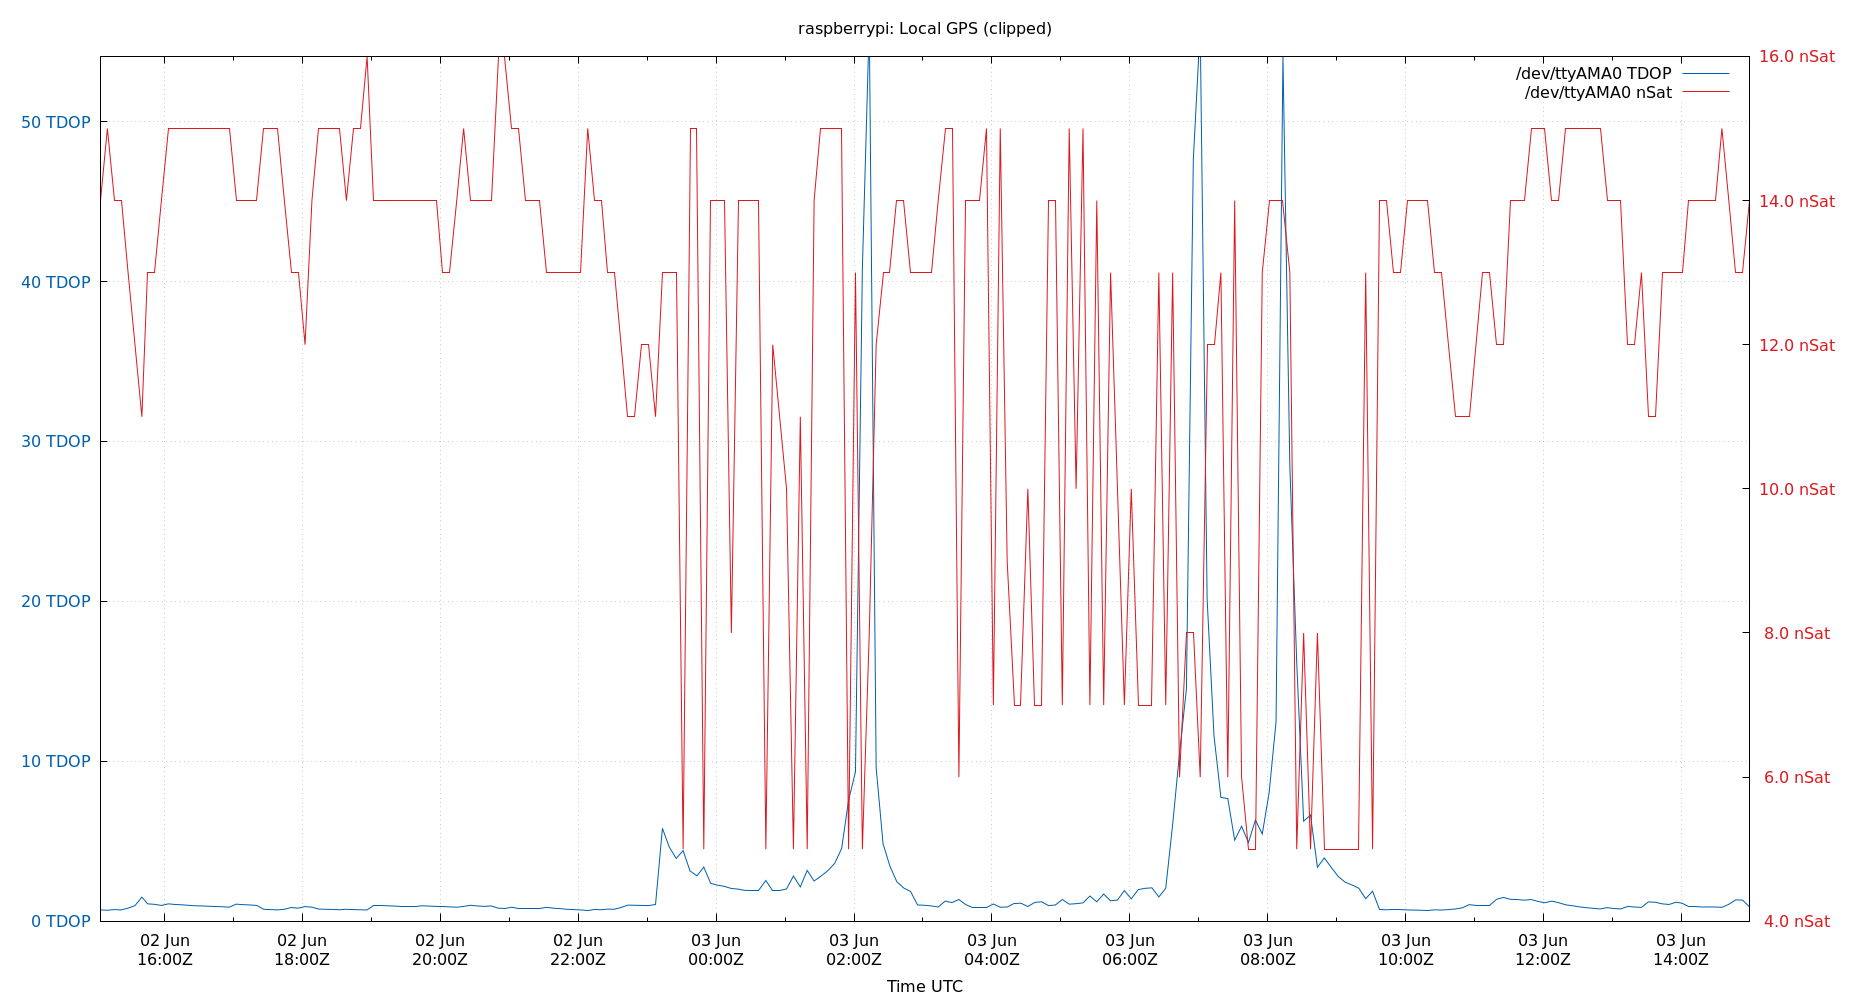 raspberrypi: Local GPS (clipped)
16.0 nSat
/dev/ttyAMA0 TDOP
/dev/ttyAMA0 nSat
50 TDOP
14.0 nSat
40 TDOP
12.0 nSat
30 TDOP
10.0 nSat
20 TDOP
8.0 nSat
10 TDOP
6.0 nSat
0 TDOP
4.0 nSat
02 Jun 02 Jun 02 Jun 02 Jun 03 Jun 03 Jun 03 Jun 03 Jun 03 Jun 03 Jun 03 Jun 03 Jun
16:00Z 18:00Z 20:00Z 22:00Z 00:00Z 02:00Z 04:00Z 06:00Z 08:00Z 10:00Z 12:00Z 14:00Z
Time UTC